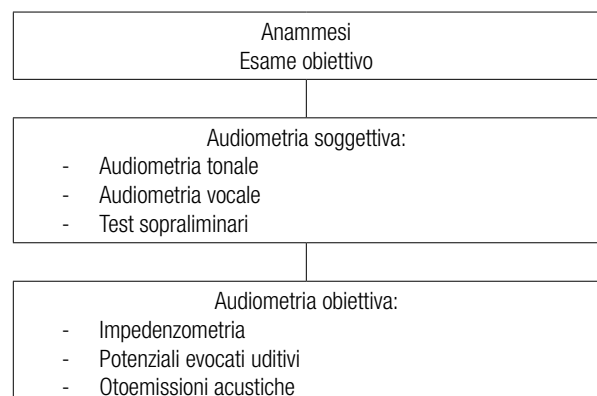 Anammesi
Esame obiettivo
Audiometria soggettiva:
- Audiometria tonale
- Audiometria vocale
- Test sopraliminari
Audiometria obiettiva:
- Impedenzometria
- Potenziali evocati uditivi
- Otoemissioni acustiche